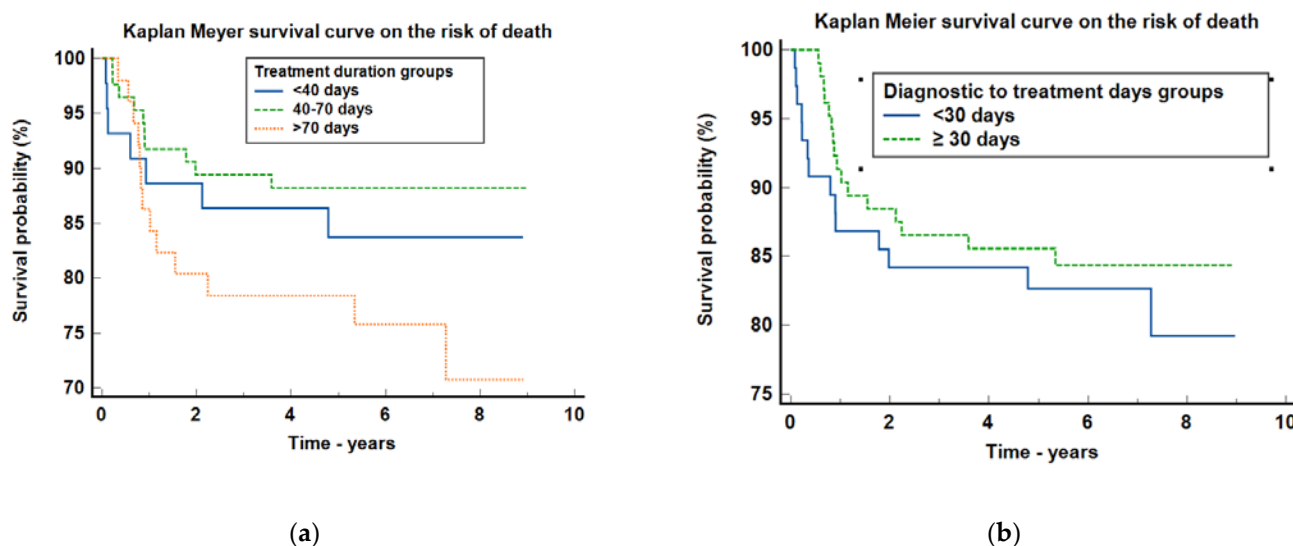 Kaplan Meyer survival curve on the risk of death
Treatment duration groups
<40 days
40-70 days
>70 days
Survival probability (%)
100
95
90
85
80
75
70
0 2 4 6 8 10
Time - years
(a)
Kaplan Meier survival curve on the risk of death
Diagnostic to treatment days groups
<30 days
≥ 30 days
Survival probability (%)
100
95
90
85
80
75
0 2 4 6 8 10
Time - years
(b)